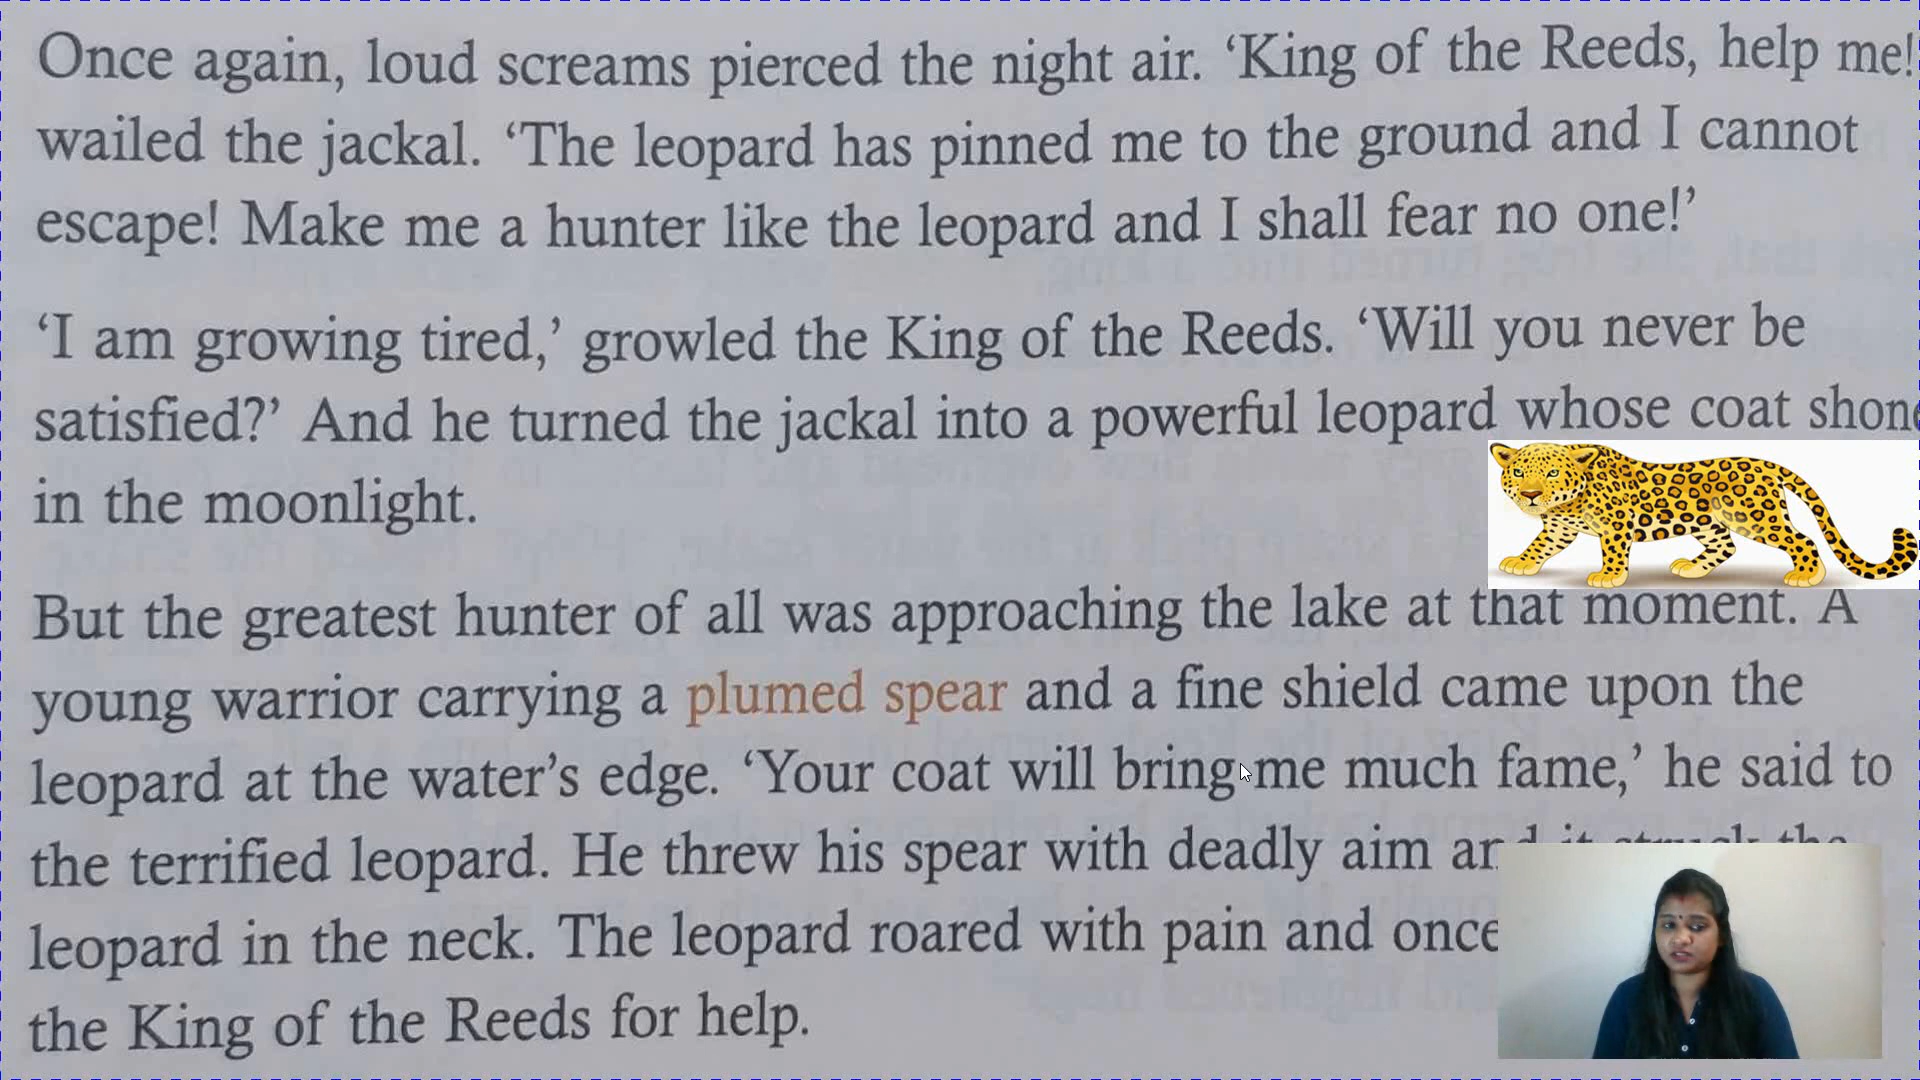 Once again, loud screams pierced the night air. ‘King of the Reeds, help me!
wailed the jackal. ‘The leopard has pinned me to the ground and I cannot
escape! Make me a hunter like the leopard and I shall fear no one!’
‘I am growing tired,’ growled the King of the Reeds. ‘Will you never be
satisfied?’ And he turned the jackal into a powerful leopard whose coat shone
in the moonlight.
But the greatest hunter of all was approaching the lake at that moment. A
young warrior carrying a plumed spear and a fine shield came upon the
leopard at the water’s edge. ‘Your coat will bring me much fame,’ he said to
the terrified leopard. He threw his spear with deadly aim and it struck the
leopard in the neck. The leopard roared with pain and once
the King of the Reeds for help.